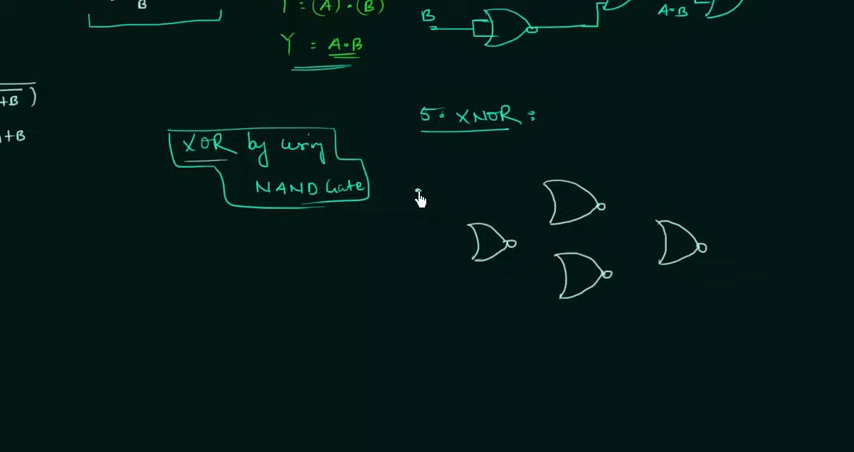 B
Y = (A) • (B)
Y = A•B
+B )
+B
B
A•B
5. XNOR :
XOR by using
NAND Gate